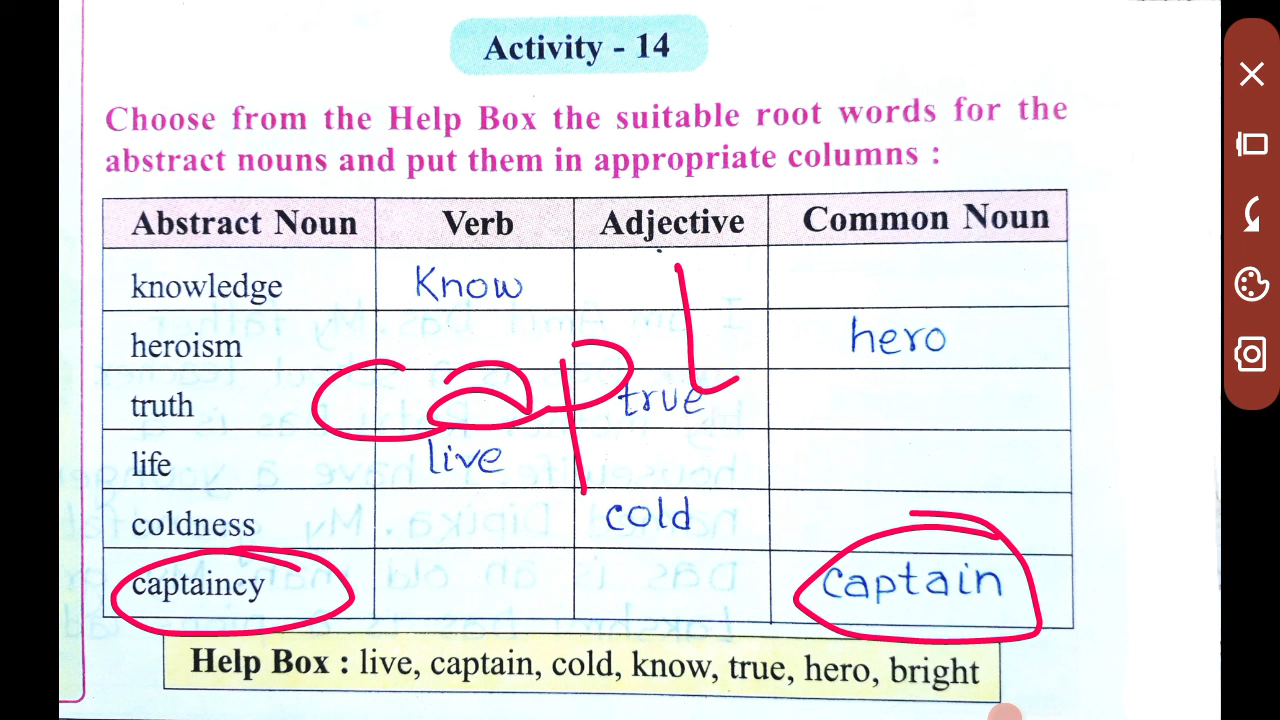 Activity - 14
Choose from the Help Box the suitable root words for the
abstract nouns and put them in appropriate columns :
Abstract Noun Verb Adjective Common Noun
knowledge Know
heroism hero
truth true
life live
coldness cold
captaincy captain
cap
Help Box : live, captain, cold, know, true, hero, bright